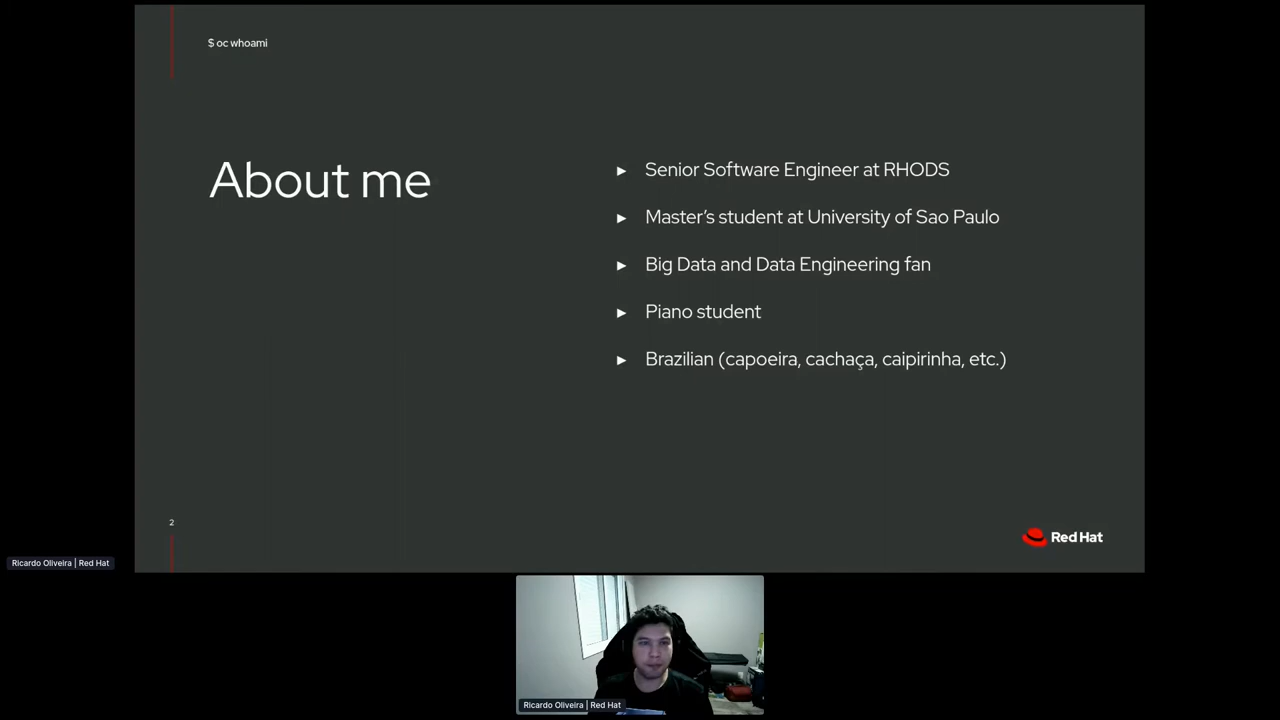 $ oc whoami
About me
► Senior Software Engineer at RHODS
► Master's student at University of Sao Paulo
► Big Data and Data Engineering fan
► Piano student
► Brazilian (capoeira, cachaça, caipirinha, etc.)
2
Red Hat
Ricardo Oliveira | Red Hat
Ricardo Oliveira | Red Hat